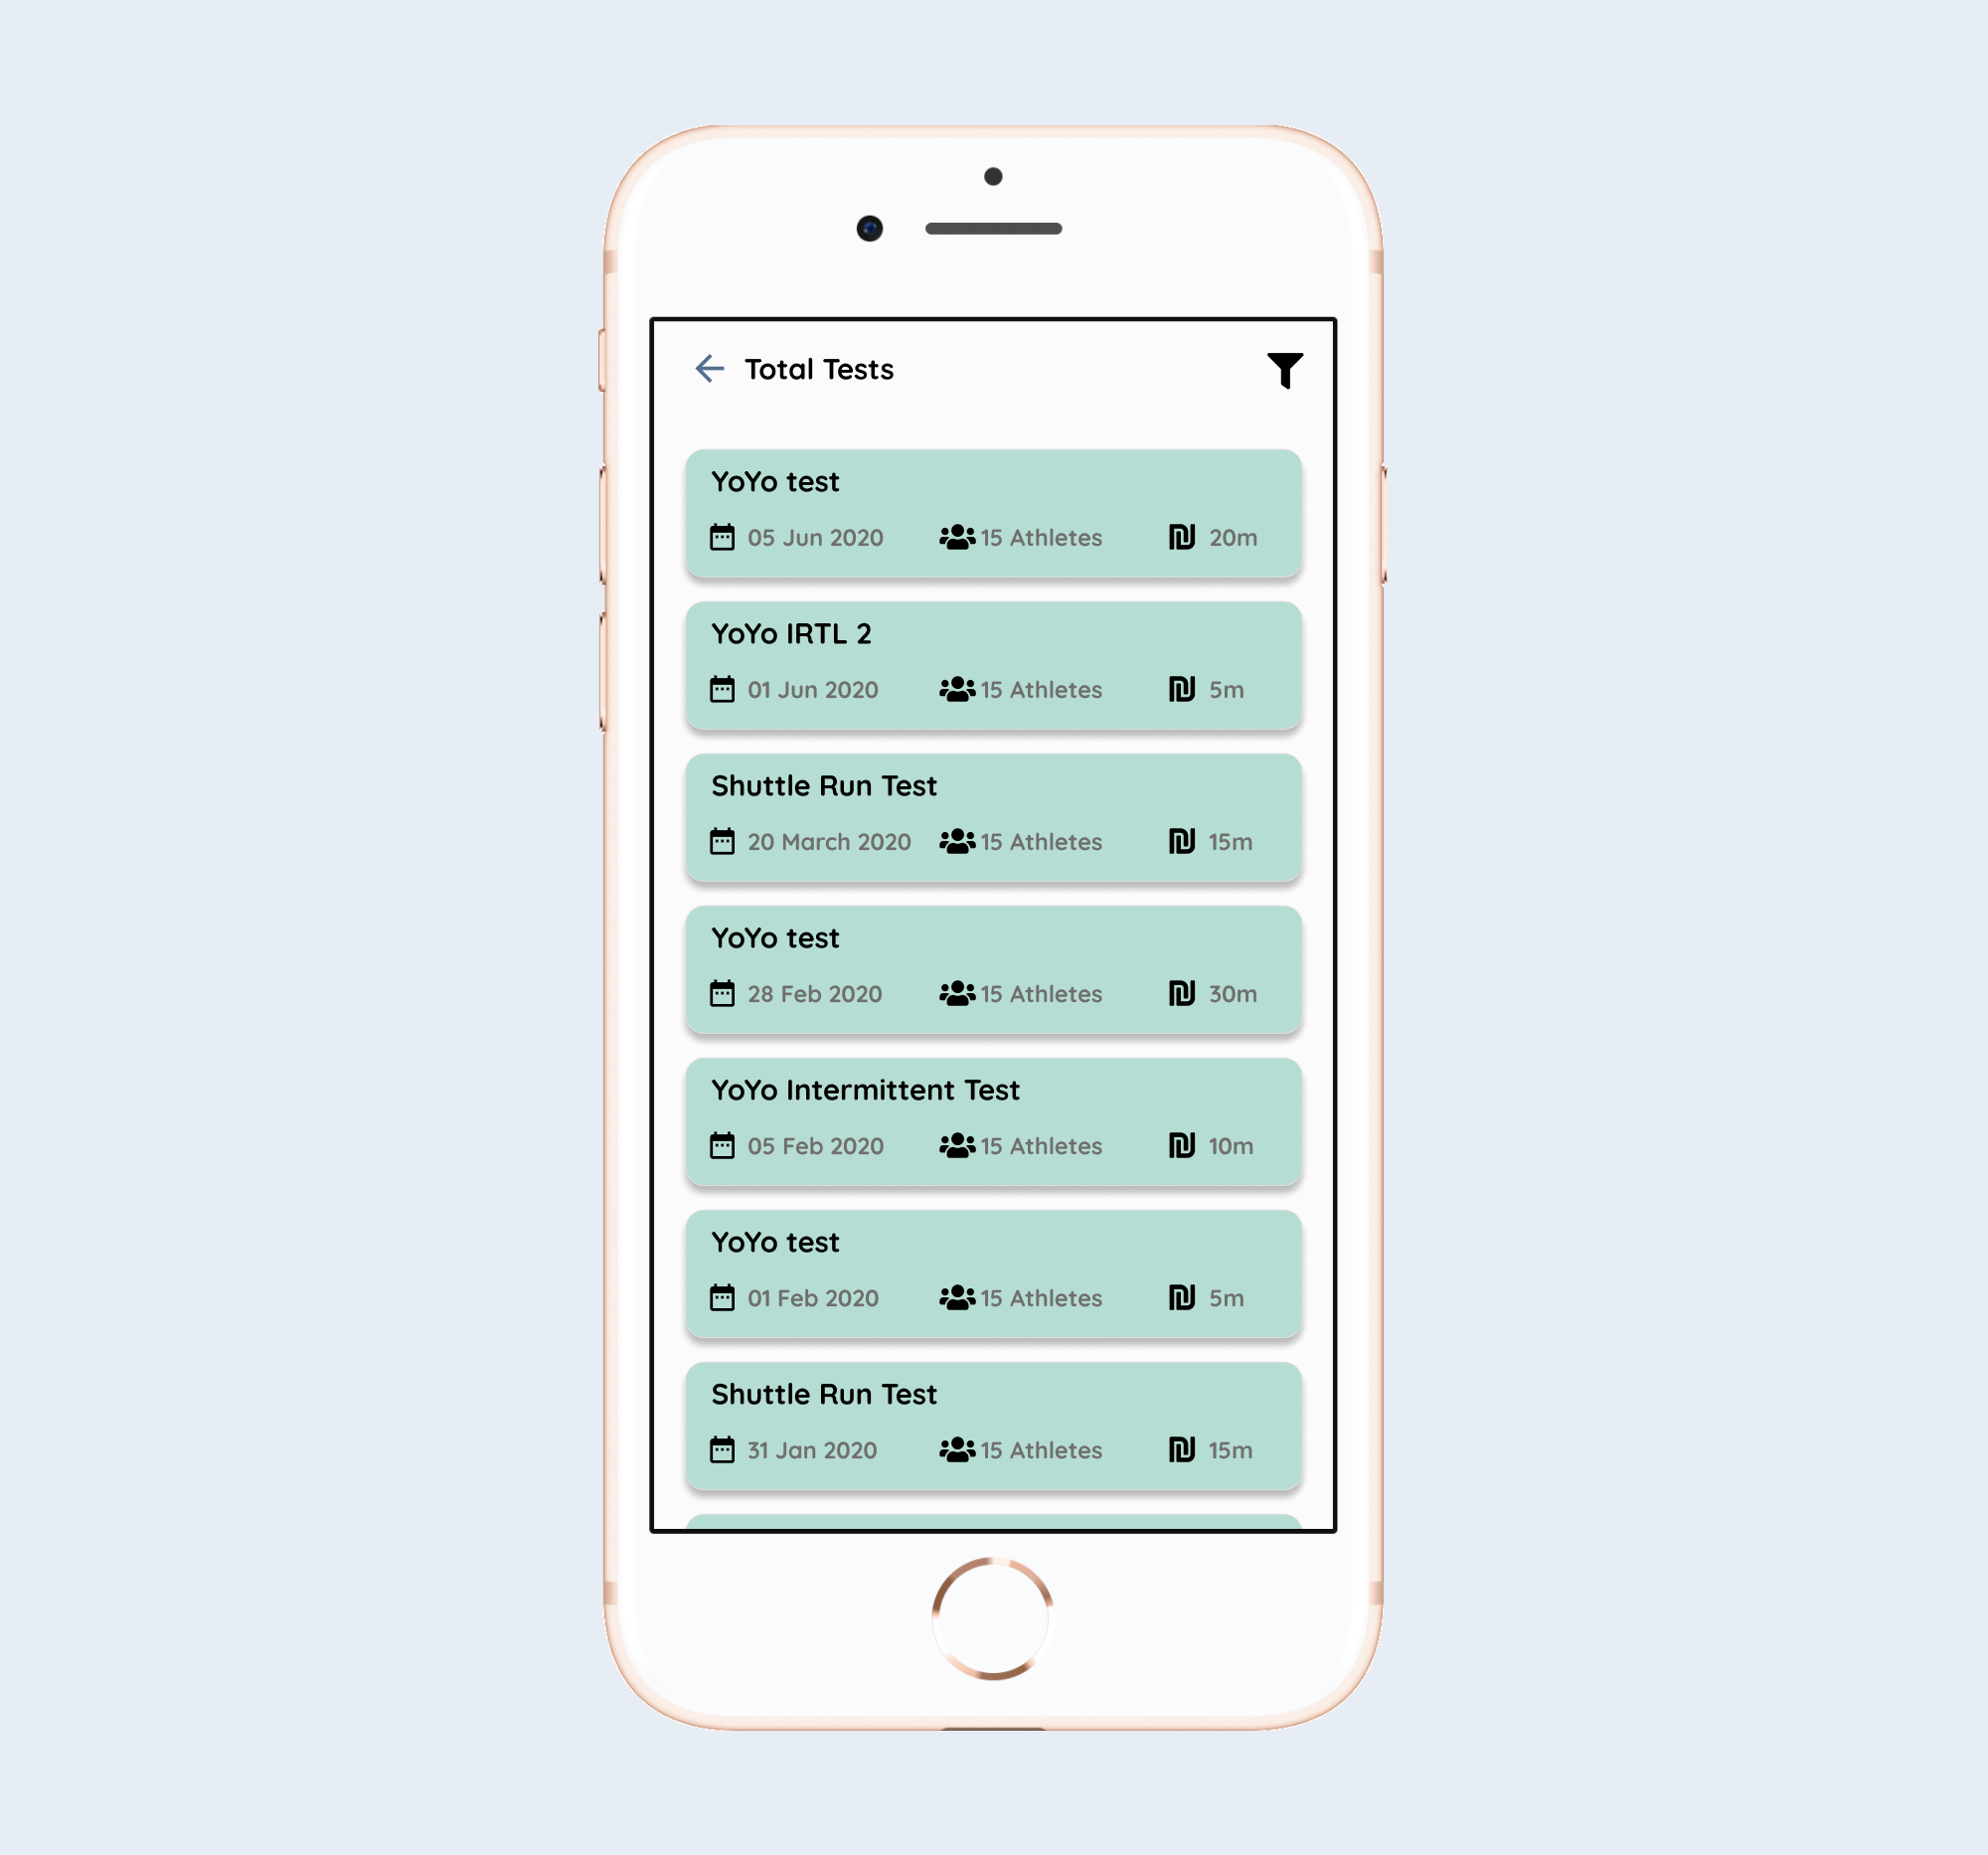 Total Tests
YoYo test
05 Jun 2020 15 Athletes 20m
YoYo IRTL 2
01 Jun 2020 15 Athletes 5m
Shuttle Run Test
20 March 2020 15 Athletes 15m
YoYo test
28 Feb 2020 15 Athletes 30m
YoYo Intermittent Test
05 Feb 2020 15 Athletes 10m
YoYo test
01 Feb 2020 15 Athletes 5m
Shuttle Run Test
31 Jan 2020 15 Athletes 15m